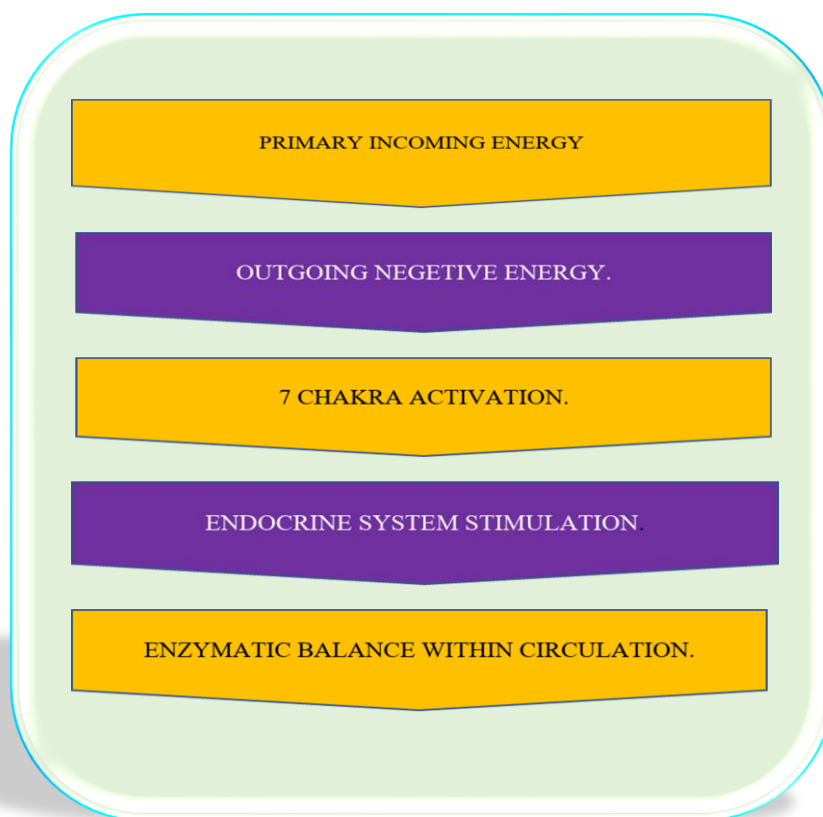 PRIMARY INCOMING ENERGY
OUTGOING NEGETIVE ENERGY.
7 CHAKRA ACTIVATION.
ENDOCRINE SYSTEM STIMULATION.
ENZYMATIC BALANCE WITHIN CIRCULATION.